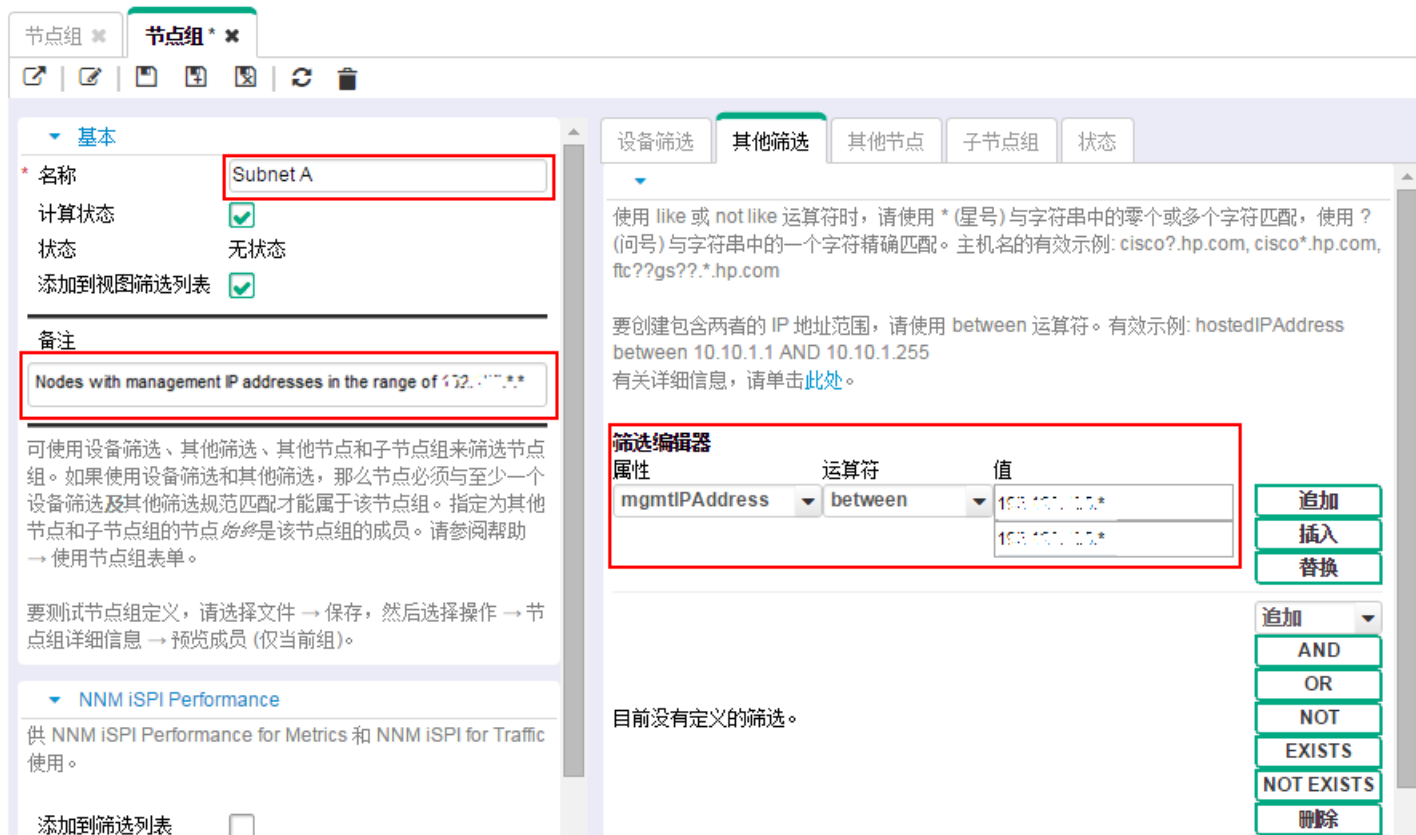 节点组
节点组*
基本
* 名称
Subnet A
计算状态
状态
无状态
添加到视图筛选列表
备注
Nodes with management IP addresses in the range of
可使用设备筛选、其他筛选、其他节点和子节点组来筛选节点
组。如果使用设备筛选和其他筛选，那么节点必须与至少一个
设备筛选及其他筛选规范匹配才能属于该节点组。指定为其他
节点和子节点组的节点始终是该节点组的成员。请参阅帮助
→ 使用节点组表单。
要测试节点组定义，请选择文件 → 保存，然后选择操作 → 节
点组详细信息 → 预览成员 (仅当前组)。
NNM iSPI Performance
供 NNM iSPI Performance for Metrics 和 NNM iSPI for Traffic
使用。
添加到筛选列表
设备筛选
其他筛选
其他节点
子节点组
状态
使用 like 或 not like 运算符时，请使用 * (星号) 与字符串中的零个或多个字符匹配，使用 ?
(问号) 与字符串中的一个字符精确匹配。主机名的有效示例: cisco?.hp.com, cisco*.hp.com,
ftc??gs??.*.hp.com
要创建包含两者的 IP 地址范围，请使用 between 运算符。有效示例: hostedIPAddress
between 10.10.1.1 AND 10.10.1.255
有关详细信息，请单击此处。
筛选编辑器
属性
运算符
值
mgmtIPAddress
between
追加
插入
替换
追加
AND
OR
NOT
EXISTS
NOT EXISTS
删除
目前没有定义的筛选。